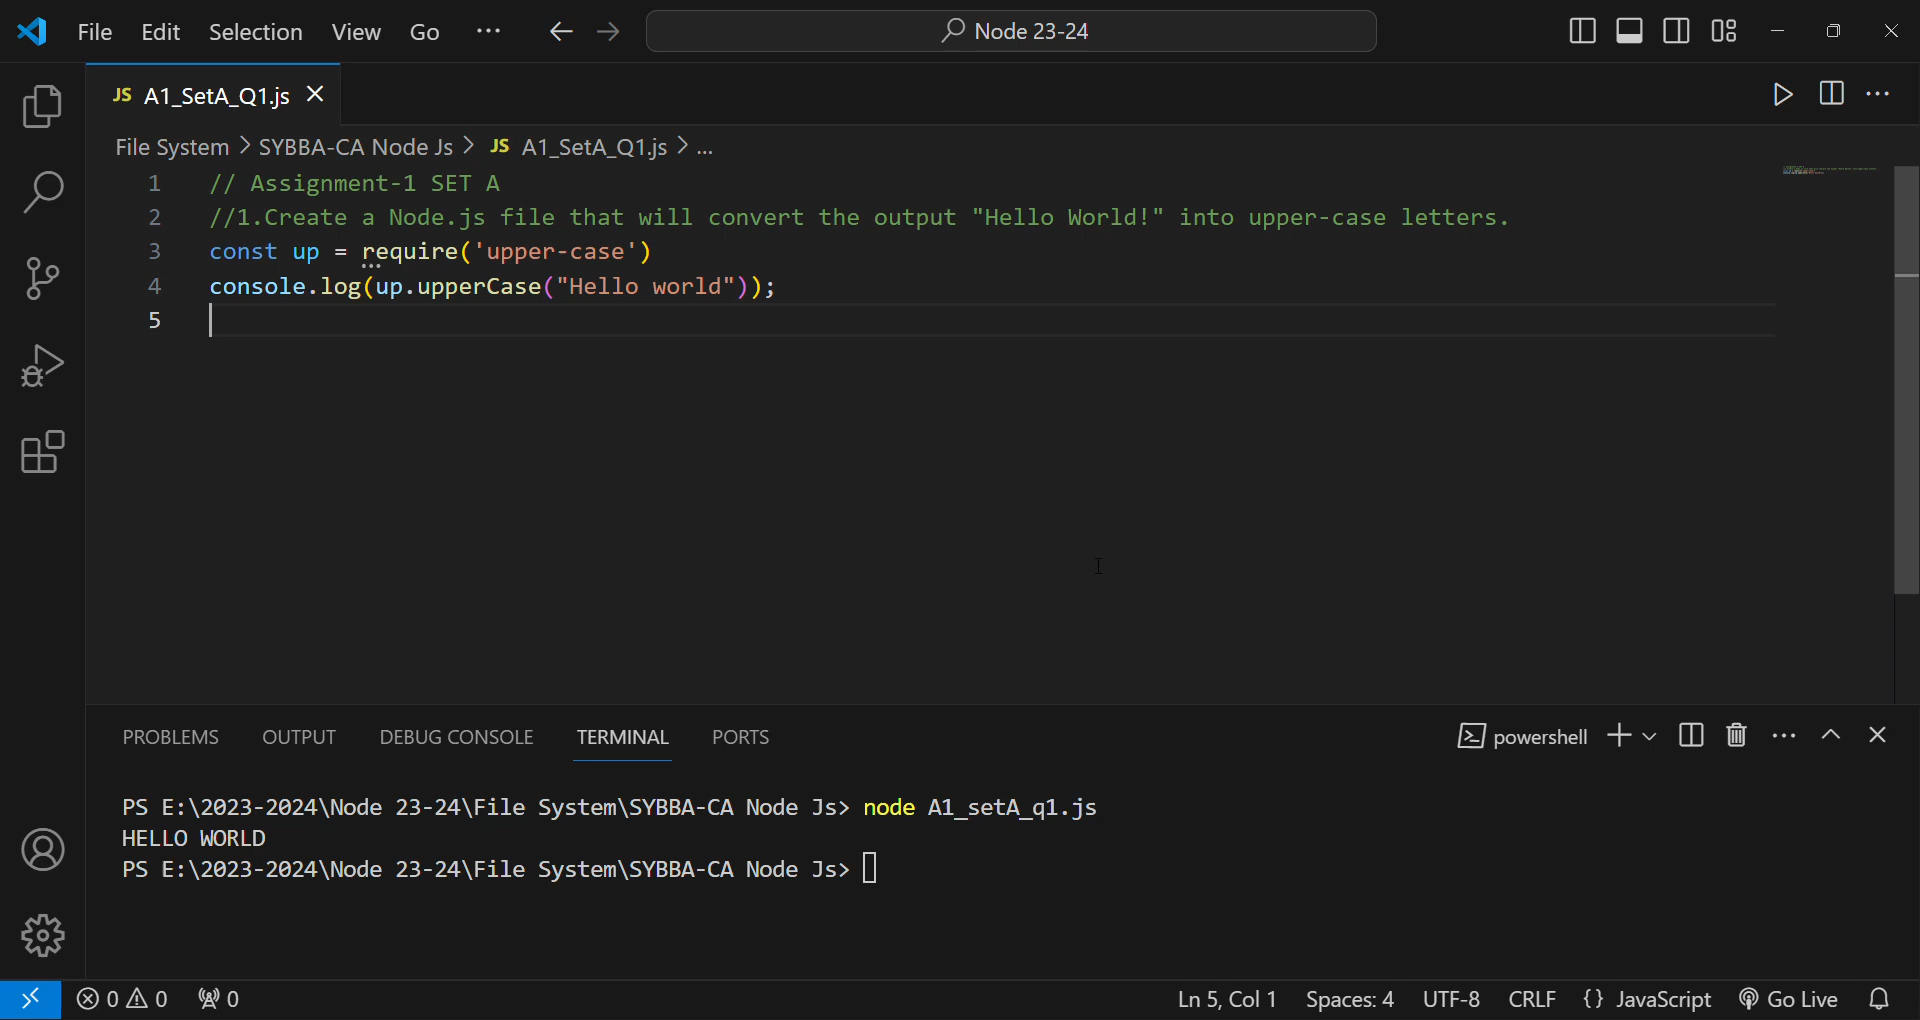 File Edit Selection View Go ... Node 23-24
JS A1_SetA_Q1.js
File System > SYBBA-CA Node Js > JS A1_SetA_Q1.js > ...
1 // Assignment-1 SET A
2 //1.Create a Node.js file that will convert the output "Hello World!" into upper-case letters.
3 const up = require('upper-case')
4 console.log(up.upperCase("Hello world"));
5
PROBLEMS OUTPUT DEBUG CONSOLE TERMINAL PORTS powershell
PS E:\2023-2024\Node 23-24\File System\SYBBA-CA Node Js> node A1_setA_q1.js
HELLO WORLD
PS E:\2023-2024\Node 23-24\File System\SYBBA-CA Node Js>
0 0 0 Ln 5, Col 1 Spaces: 4 UTF-8 CRLF {} JavaScript Go Live